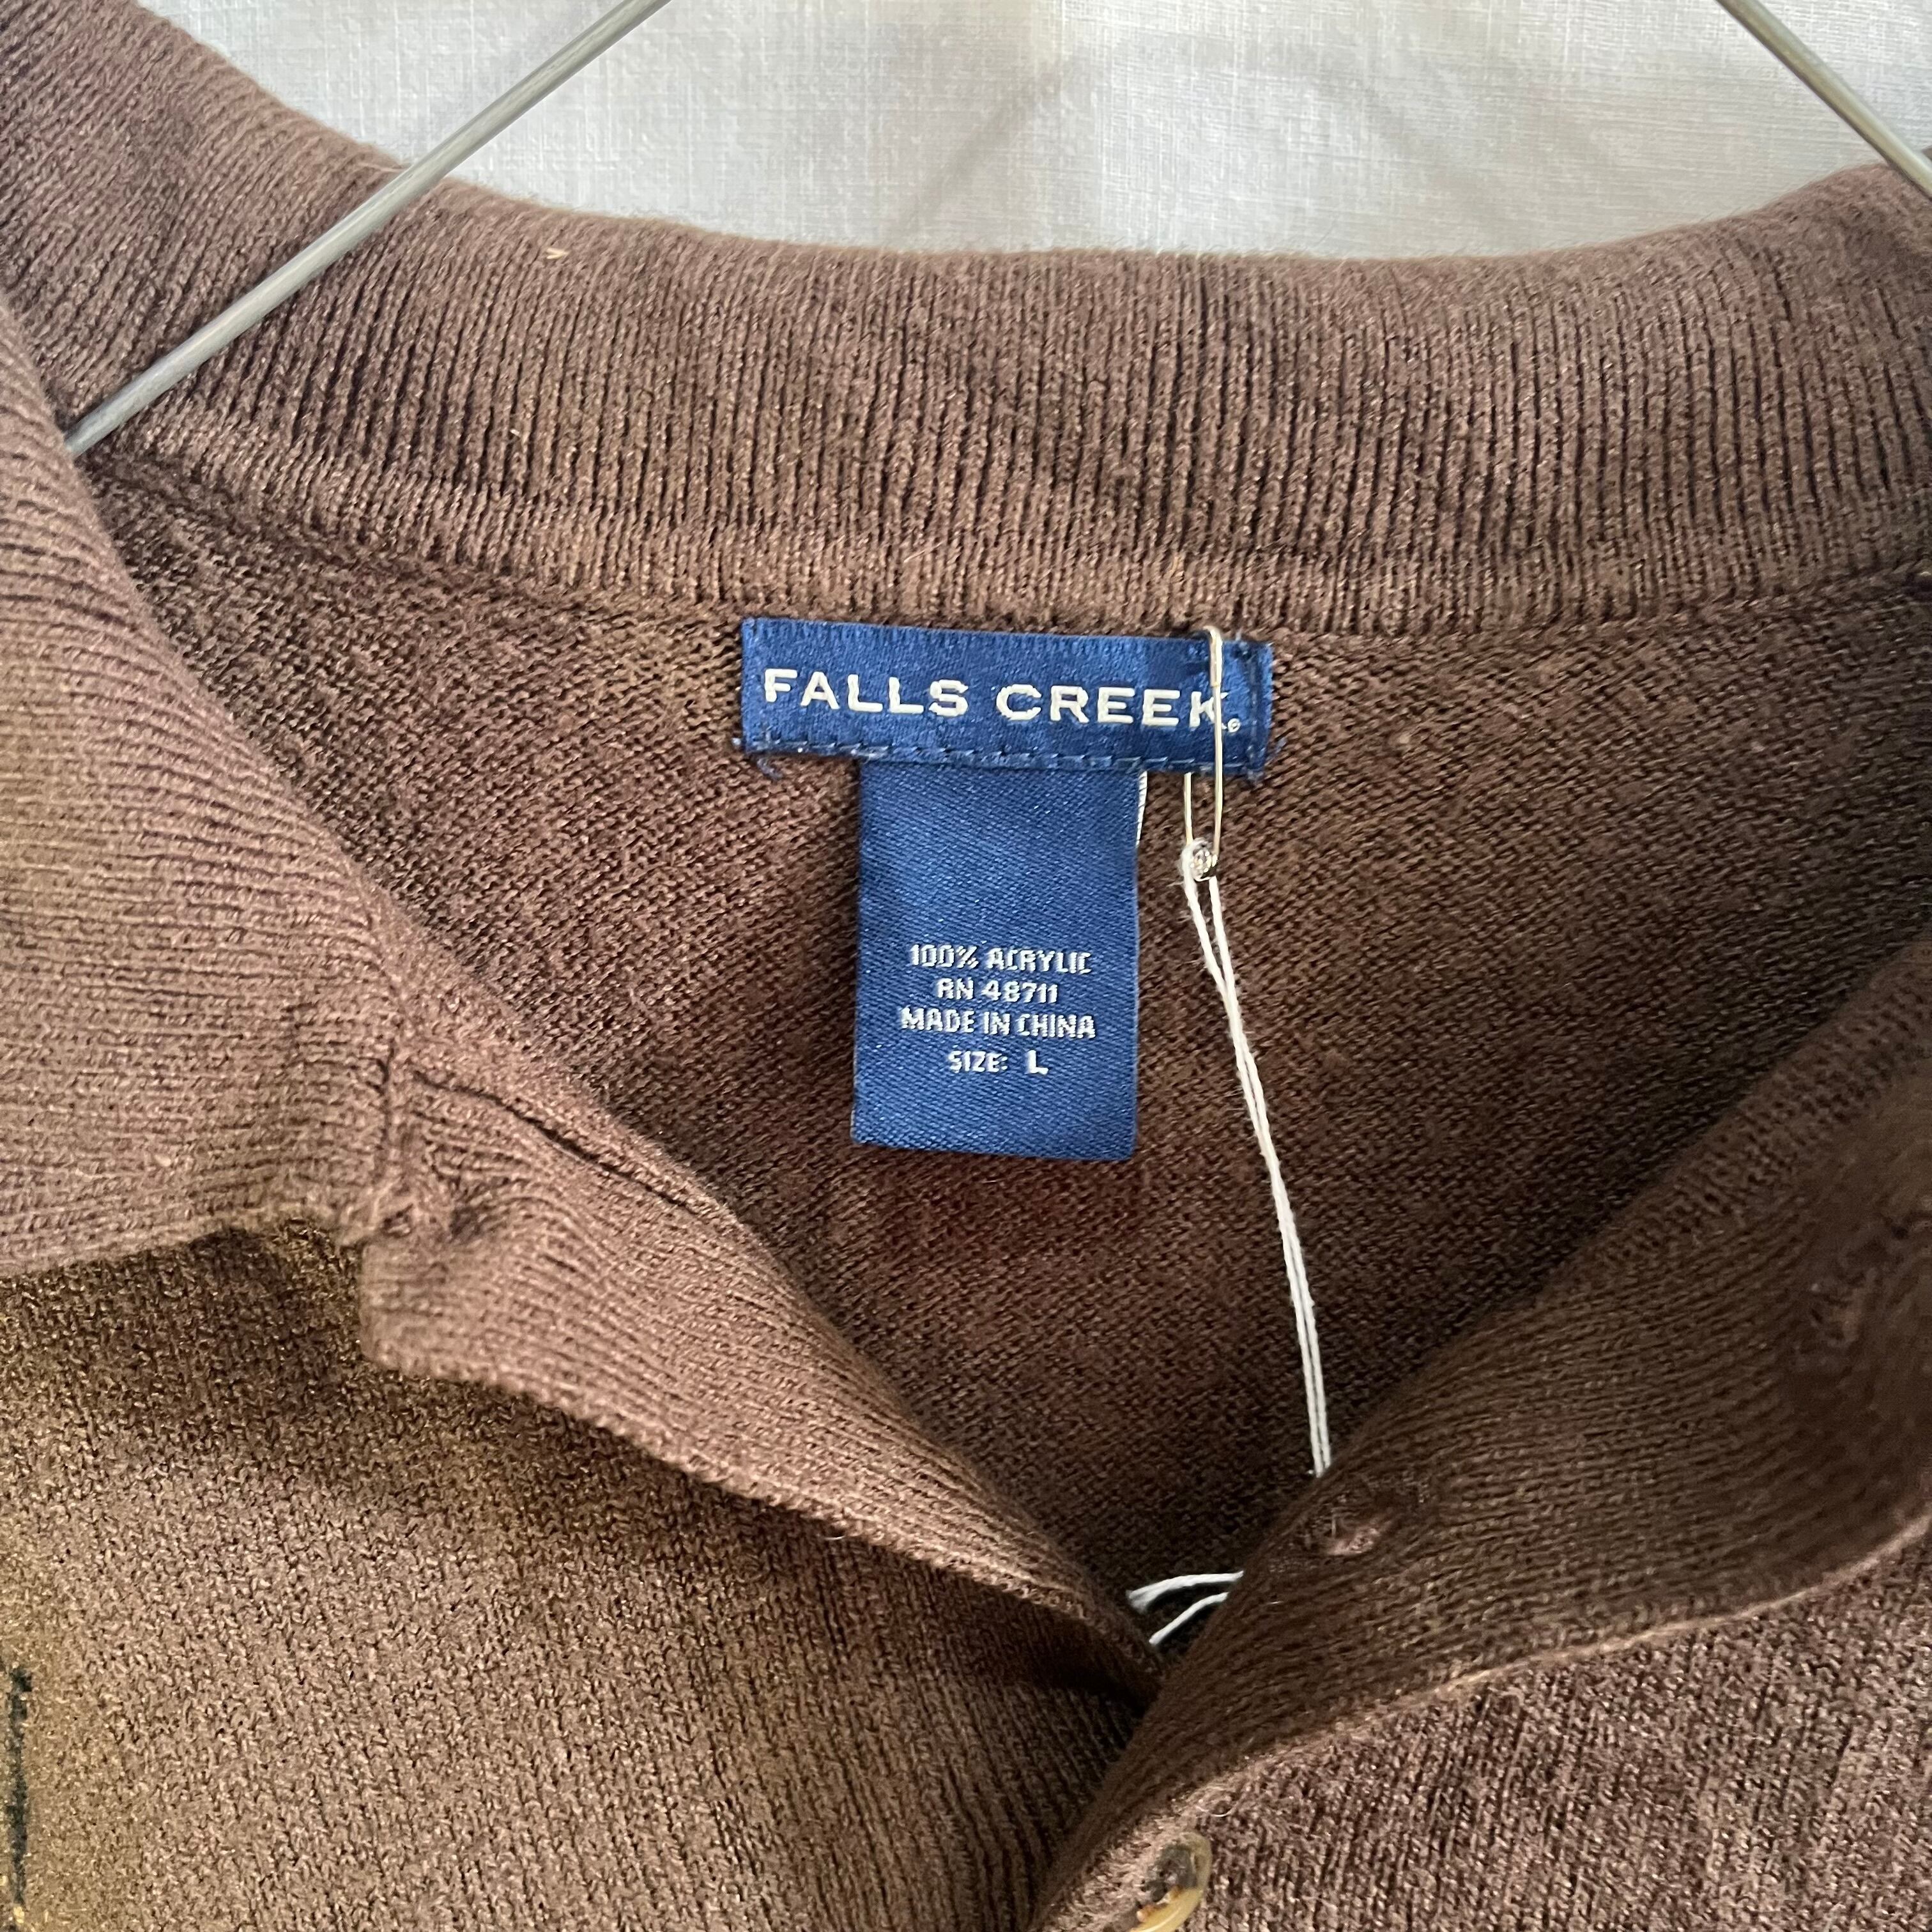 FALLS CREEK®
100% ACRYLIC
RN 48711
MADE IN CHINA
SIZE: L